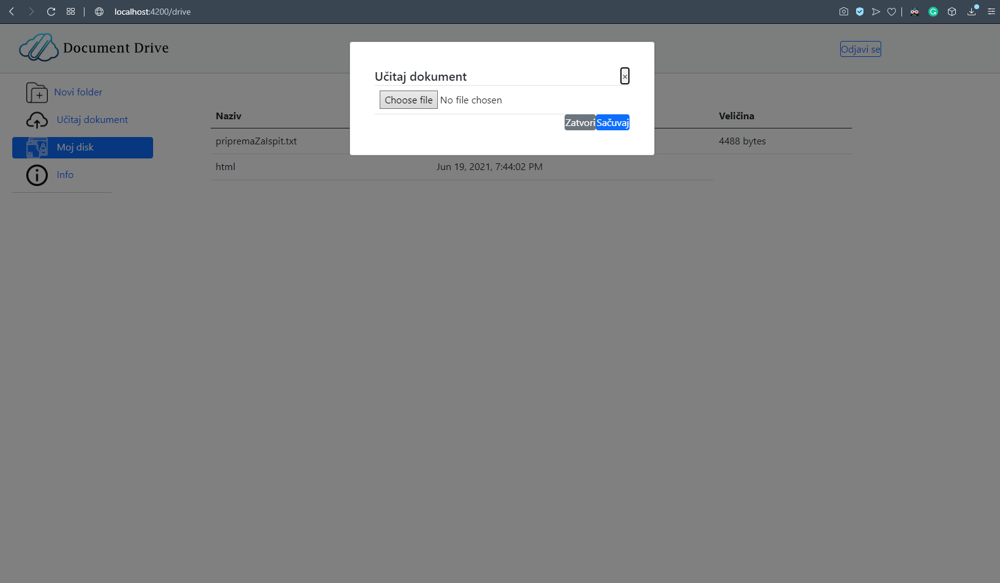 localhost:4200/drive
Document Drive
Odjavi se
Novi folder
Učitaj dokument
Moj disk
Info
Učitaj dokument
×
Choose file No file chosen
Zatvori Sačuvaj
Naziv Veličina
pripremaZaIspit.txt 4488 bytes
html Jun 19, 2021, 7:44:02 PM